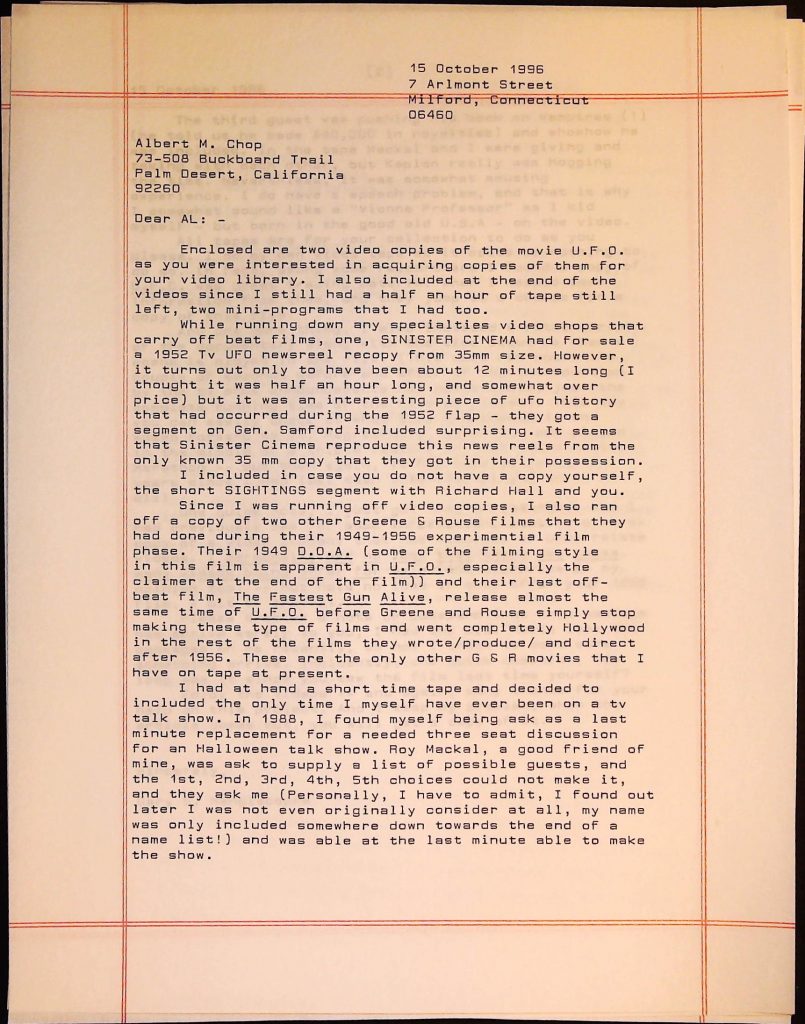 15 October 1996
7 Arlmont Street
Milford, Connecticut
06460
Albert M. Chop
73-508 Buckboard Trail
Palm Desert, California
92260
Dear AL: -
Enclosed are two video copies of the movie U.F.O.
as you were interested in acquiring copies of them for
your video library. I also included at the end of the
videos since I still had a half an hour of tape still
left, two mini-programs that I had too.
While running down any specialties video shops that
carry off beat films, one, SINISTER CINEMA had for sale
a 1952 Tv UFO newsreel recopy from 35mm size. However,
it turns out only to have been about 12 minutes long (I
thought it was half an hour long, and somewhat over
price) but it was an interesting piece of ufo history
that had occurred during the 1952 flap - they got a
segment on Gen. Samford included surprising. It seems
that Sinister Cinema reproduce this news reels from the
only known 35 mm copy that they got in their possession.
I included in case you do not have a copy yourself,
the short SIGHTINGS segment with Richard Hall and you.
Since I was running off video copies, I also ran
off a copy of two other Greene & Rouse films that they
had done during their 1949-1956 experimental film
phase. Their 1949 D.O.A. (some of the filming style
in this film is apparent in U.F.O., especially the
claimer at the end of the film)) and their last off-
beat film, The Fastest Gun Alive, release almost the
same time of U.F.O. before Greene and Rouse simply stop
making these type of films and went completely Hollywood
in the rest of the films they wrote/produce/ and direct
after 1956. These are the only other G & R movies that I
have on tape at present.
I had at hand a short time tape and decided to
included the only time I myself have ever been on a tv
talk show. In 1988, I found myself being ask as a last
minute replacement for a needed three seat discussion
for an Halloween talk show. Roy Mackal, a good friend of
mine, was ask to supply a list of possible guests, and
the 1st, 2nd, 3rd, 4th, 5th choices could not make it,
and they ask me (Personally, I have to admit, I found out
later I was not even originally consider at all, my name
was only included somewhere down towards the end of a
name list!) and was able at the last minute able to make
the show.